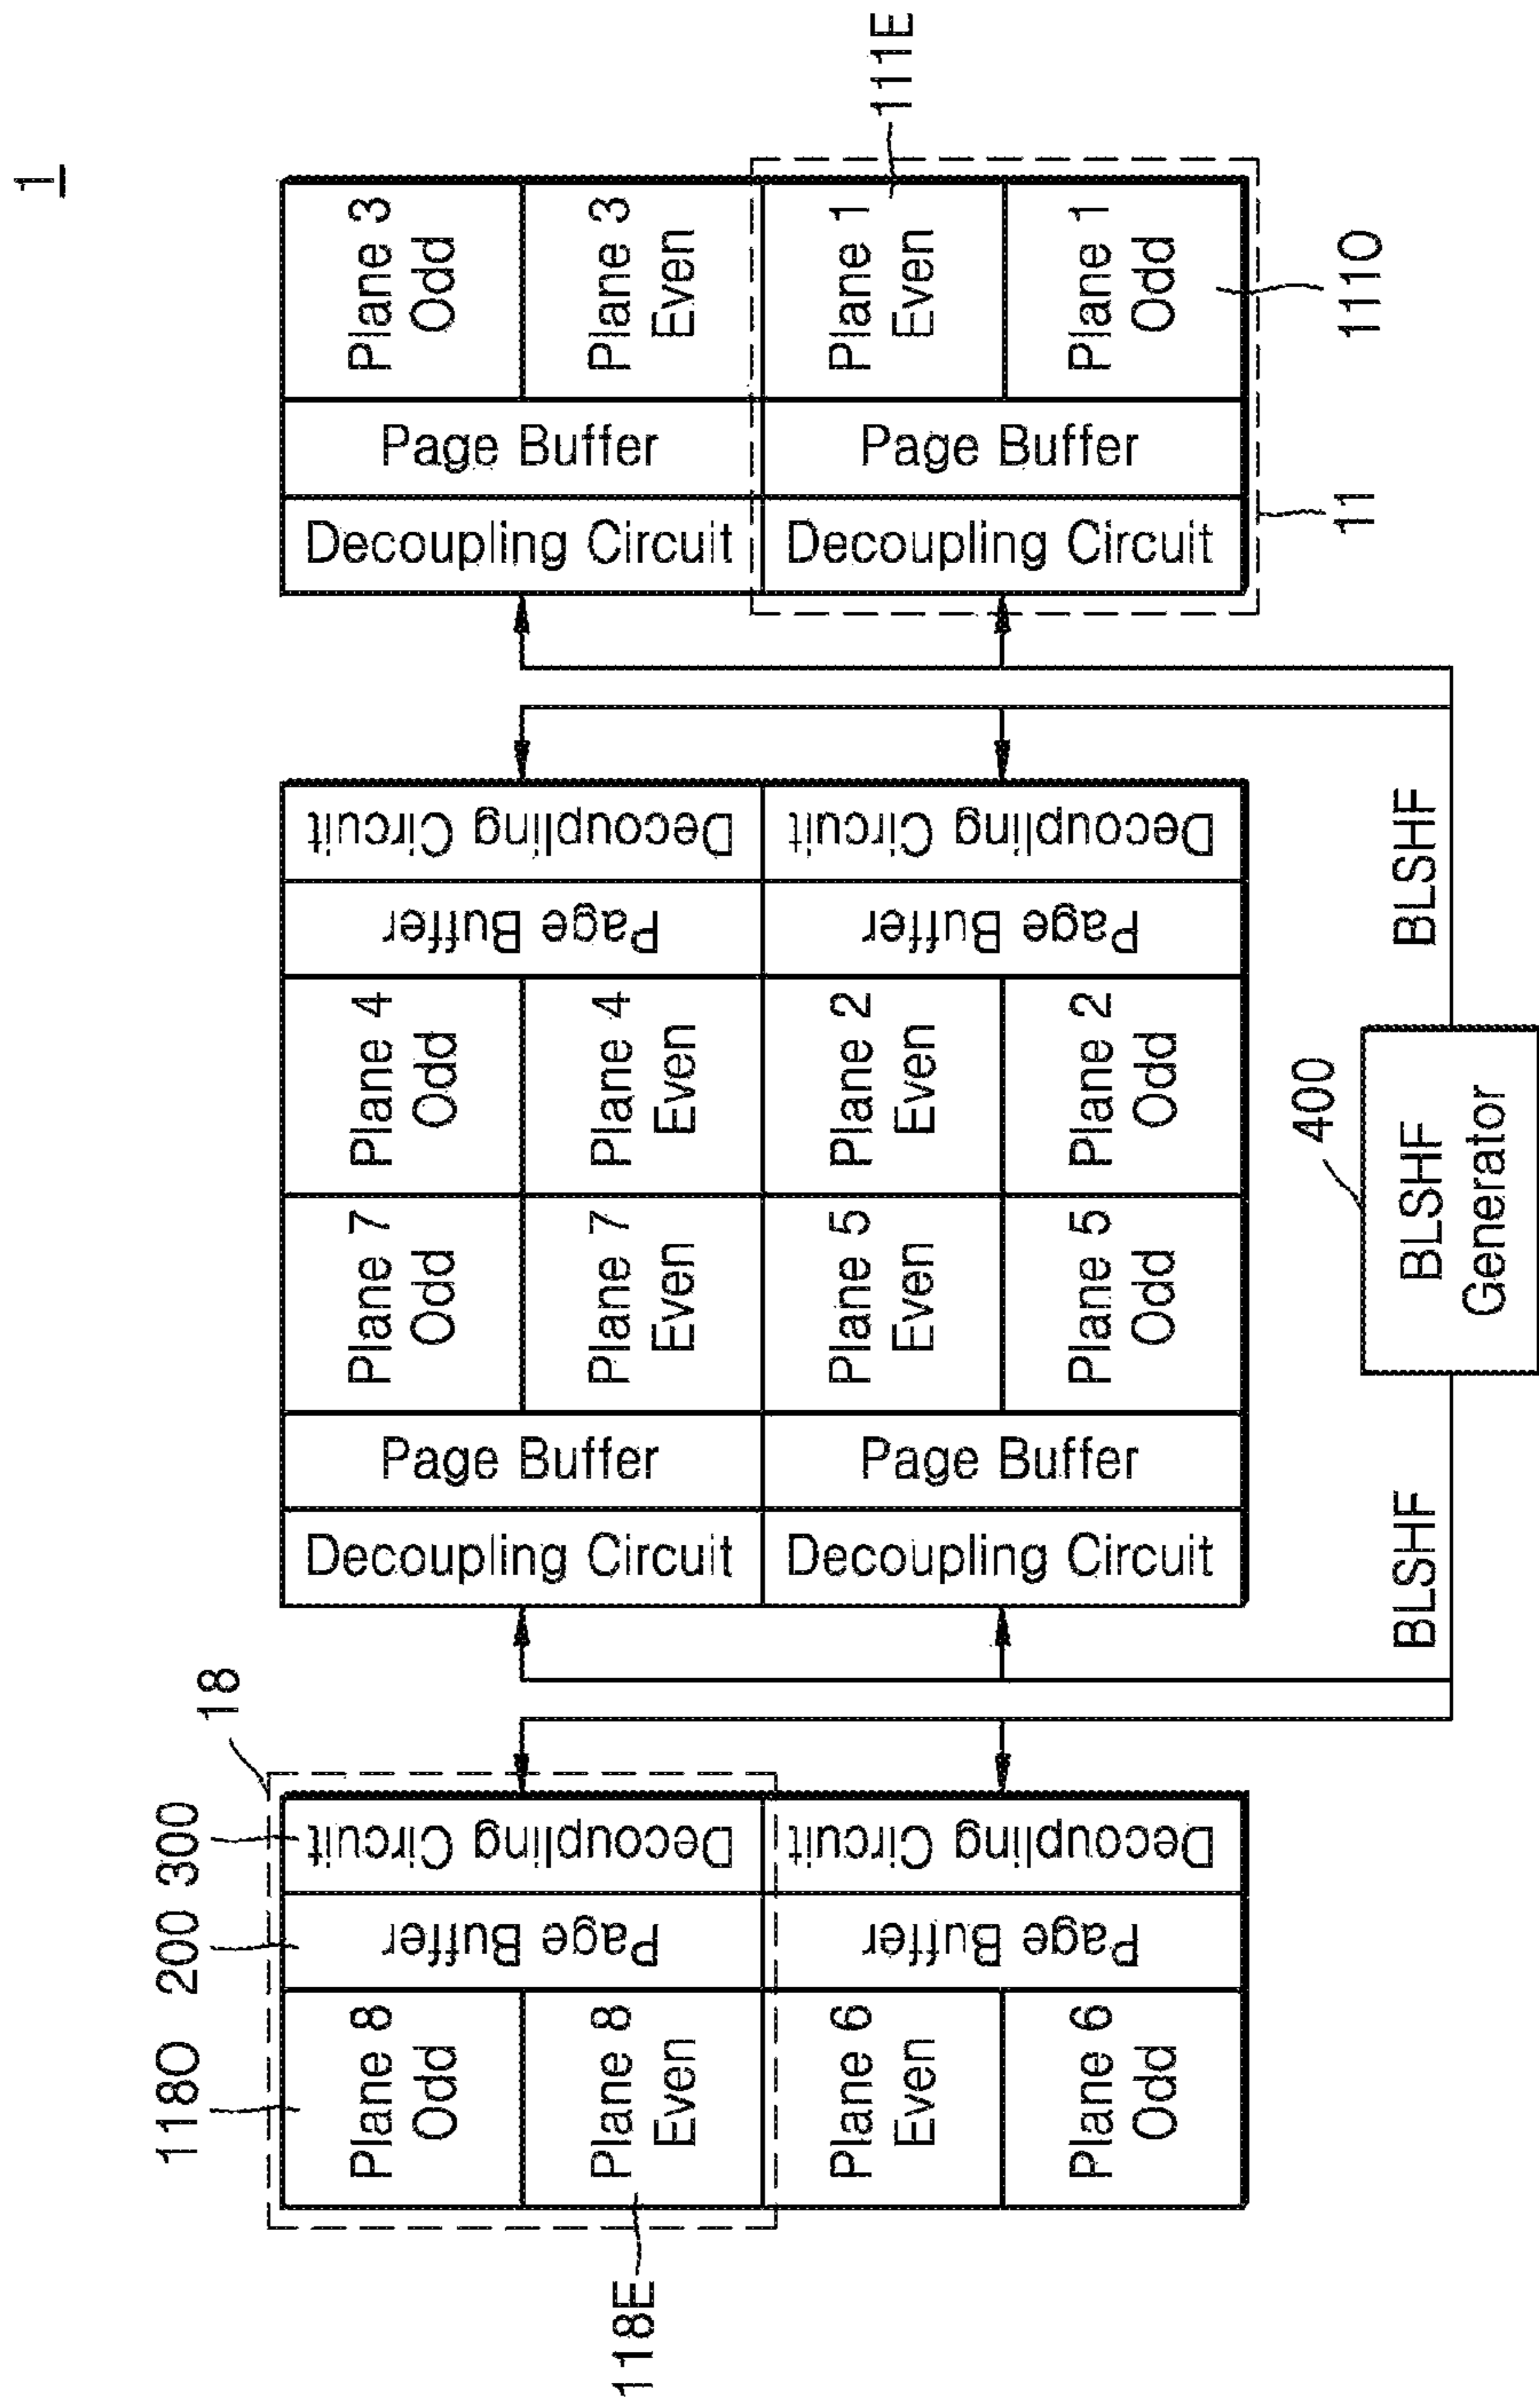 1
118O
200
300
18
118E
Plane 8
Odd
Plane 8
Even
Page Buffer
Decoupling Circuit
Plane 6
Even
Plane 6
Odd
Page Buffer
Decoupling Circuit
Decoupling Circuit
Page Buffer
Plane 7
Odd
Plane 7
Even
Plane 4
Odd
Plane 4
Even
Page Buffer
Decoupling Circuit
Decoupling Circuit
Page Buffer
Plane 5
Even
Plane 5
Odd
Plane 2
Even
Plane 2
Odd
Page Buffer
Decoupling Circuit
Decoupling Circuit
Page Buffer
Plane 3
Odd
Plane 3
Even
Decoupling Circuit
Page Buffer
Plane 1
Even
Plane 1
Odd
111E
111O
11
BLSHF
400
BLSHF
Generator
BLSHF